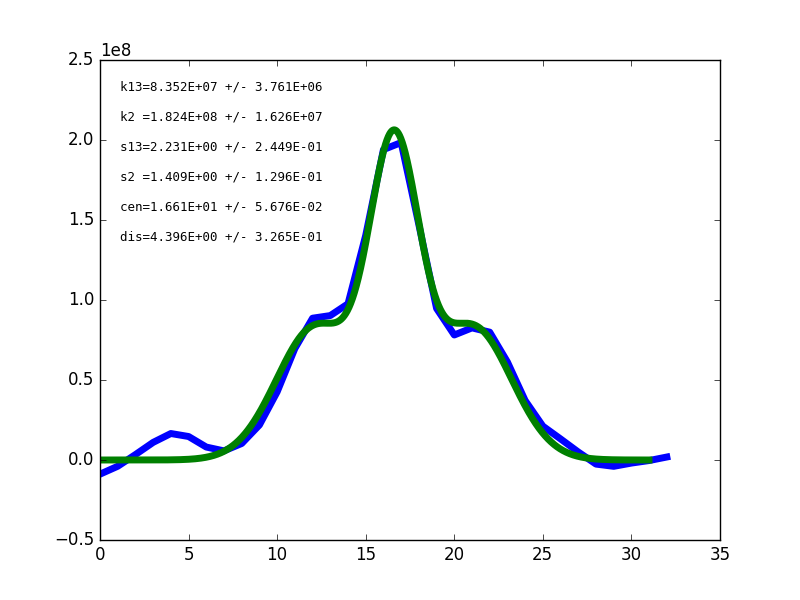 1e8
2.5
2.0
1.5
1.0
0.5
0.0
−0.5
k13=8.352E+07 +/- 3.761E+06
k2 =1.824E+08 +/- 1.626E+07
s13=2.231E+00 +/- 2.449E-01
s2 =1.409E+00 +/- 1.296E-01
cen=1.661E+01 +/- 5.676E-02
dis=4.396E+00 +/- 3.265E-01
0 5 10 15 20 25 30 35